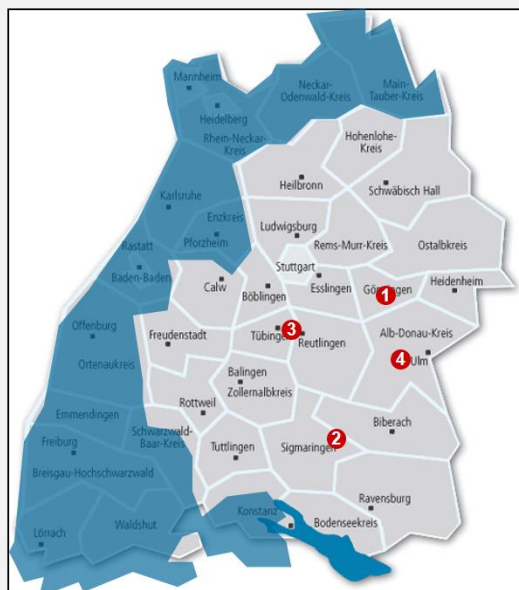 Mannheim
Neckar-
Odenwald-Kreis
Main-
Tauber-Kreis
Heidelberg
Rhein-Neckar-
Kreis
Hohenlohe-
Kreis
Heilbronn
Schwäbisch Hall
Karlsruhe
Enzkreis
Pforzheim
Ludwigsburg
Rems-Murr-Kreis
Ostalbkreis
Rastatt
Baden-Baden
Stuttgart
Esslingen
Calw
Böblingen
1
Heidenheim
Offenburg
Ortenaukreis
Freudenstadt
Tübingen
3
Reutlingen
Alb-Donau-Kreis
4
Ulm
Balingen
Zollernalbkreis
Rottweil
Emmendingen
Freiburg
Breisgau-Hochschwarzwald
Schwarzwald-
Baar-Kreis
Tuttlingen
Sigmaringen
2
Biberach
Ravensburg
Konstanz
Bodenseekreis
Lörrach
Waldshut